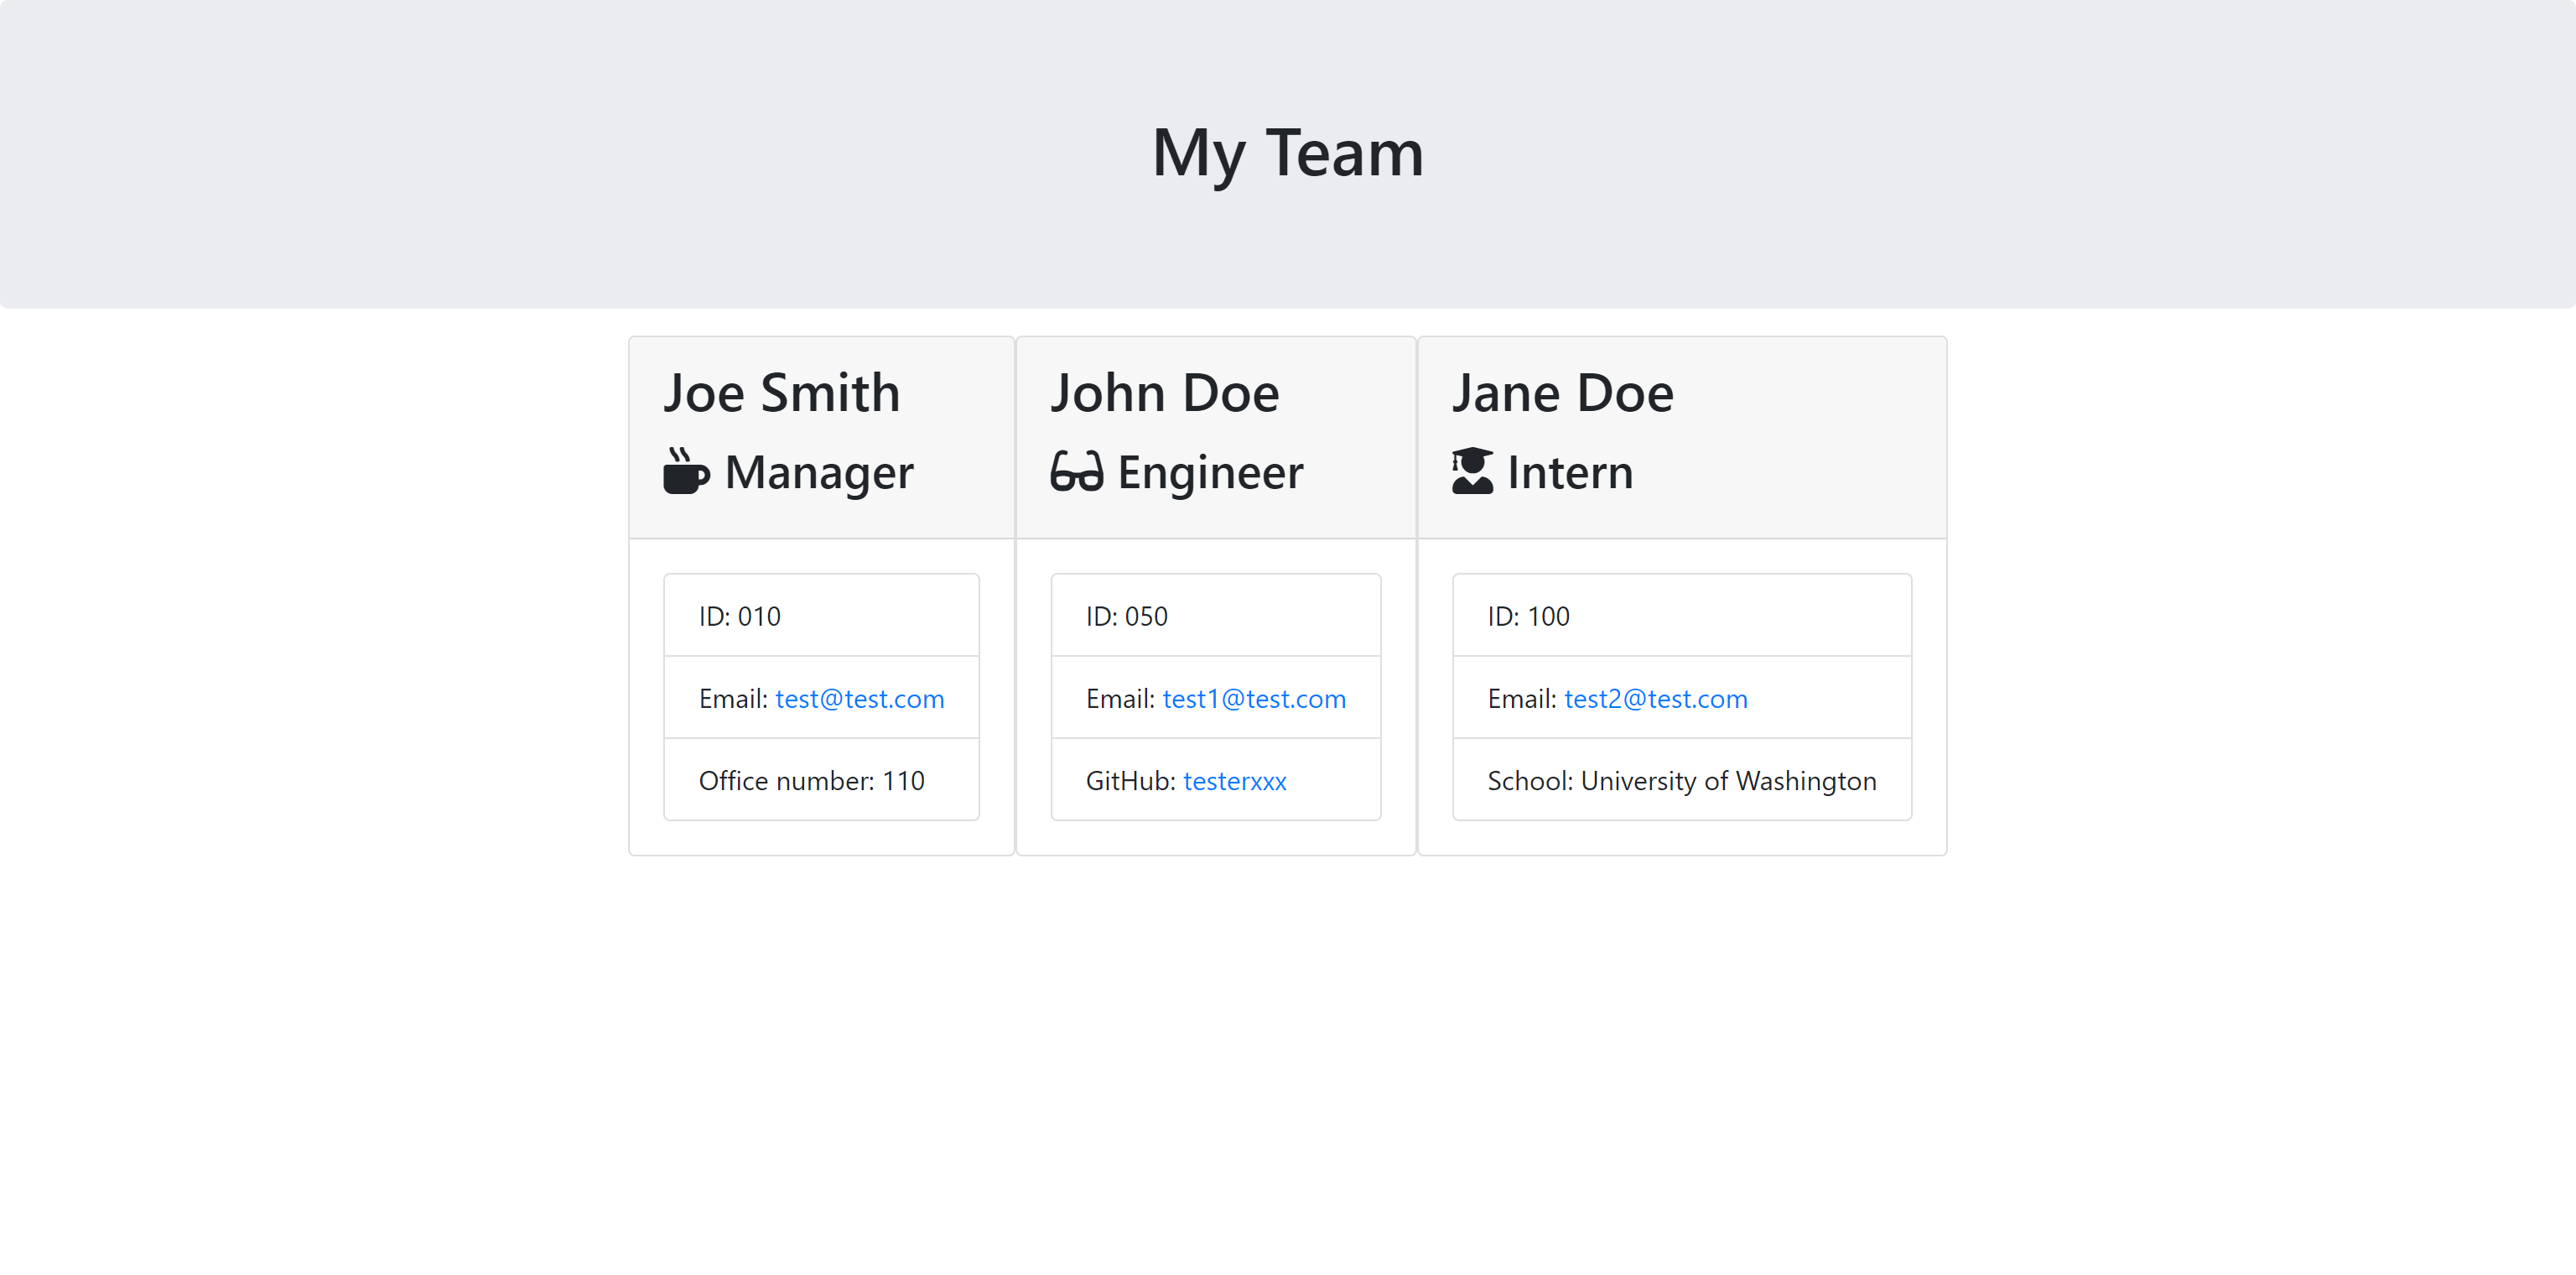 My Team
Joe Smith
Manager
ID: 010
Email: test@test.com
Office number: 110
John Doe
Engineer
ID: 050
Email: test1@test.com
GitHub: testerxxx
Jane Doe
Intern
ID: 100
Email: test2@test.com
School: University of Washington